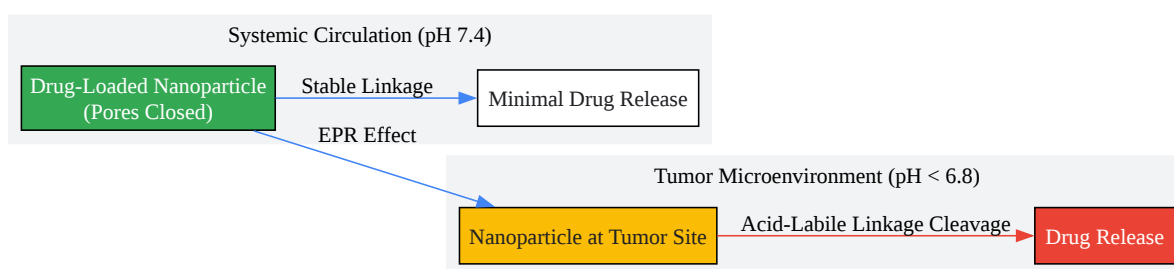 Systemic Circulation (pH 7.4)
Drug-Loaded Nanoparticle
(Pores Closed)
Stable Linkage
Minimal Drug Release
EPR Effect
Tumor Microenvironment (pH < 6.8)
Nanoparticle at Tumor Site
Acid-Labile Linkage Cleavage
Drug Release